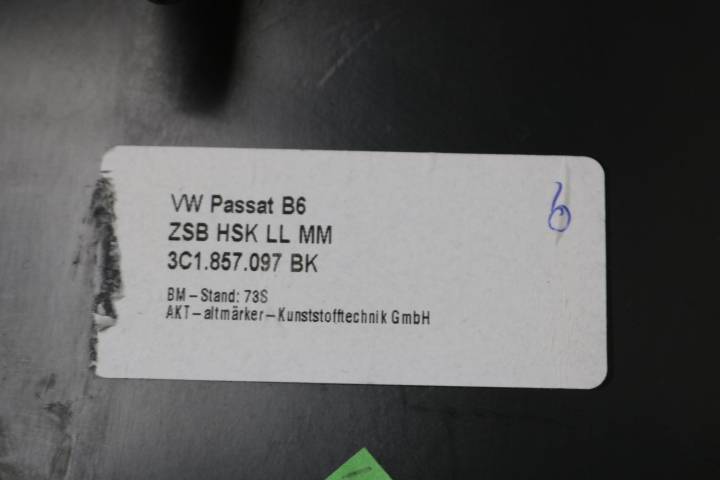 VW Passat B6
6
ZSB HSK LL MM
3C1.857.097 BK
BM-Stand: 73S
AKT-altmärker-Kunststofftechnik GmbH